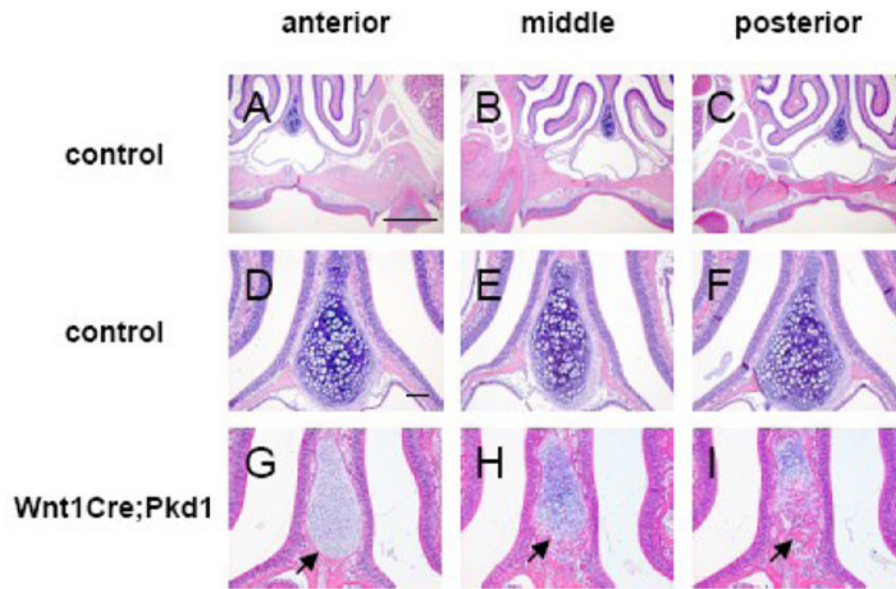 anterior middle posterior
control A B C
control D E F
Wnt1Cre;Pkd1 G H I